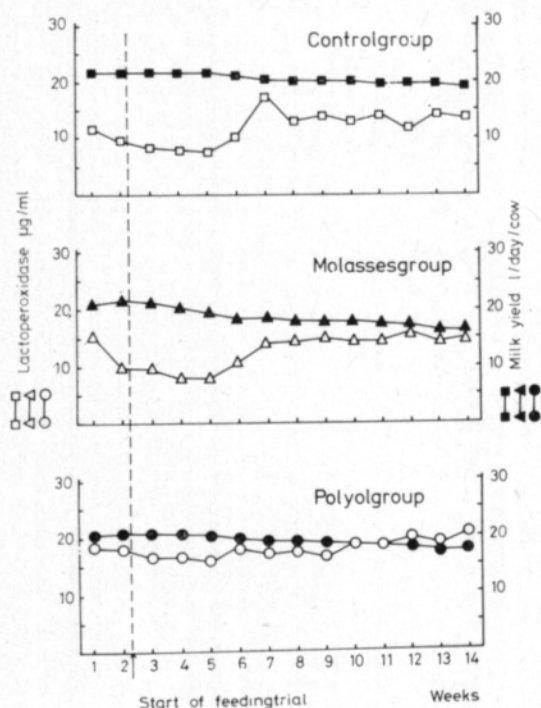 30
30
Controlgroup
20
20
10
10
30
30
Molassesgroup
20
20
10
10
30
30
Polyolgroup
20
20
10
10
Lactoperoxidase µg/ml
Milk yield l/day/cow
1 2 3 4 5 6 7 8 9 10 11 12 13 14
Start of feedingtrial
Weeks